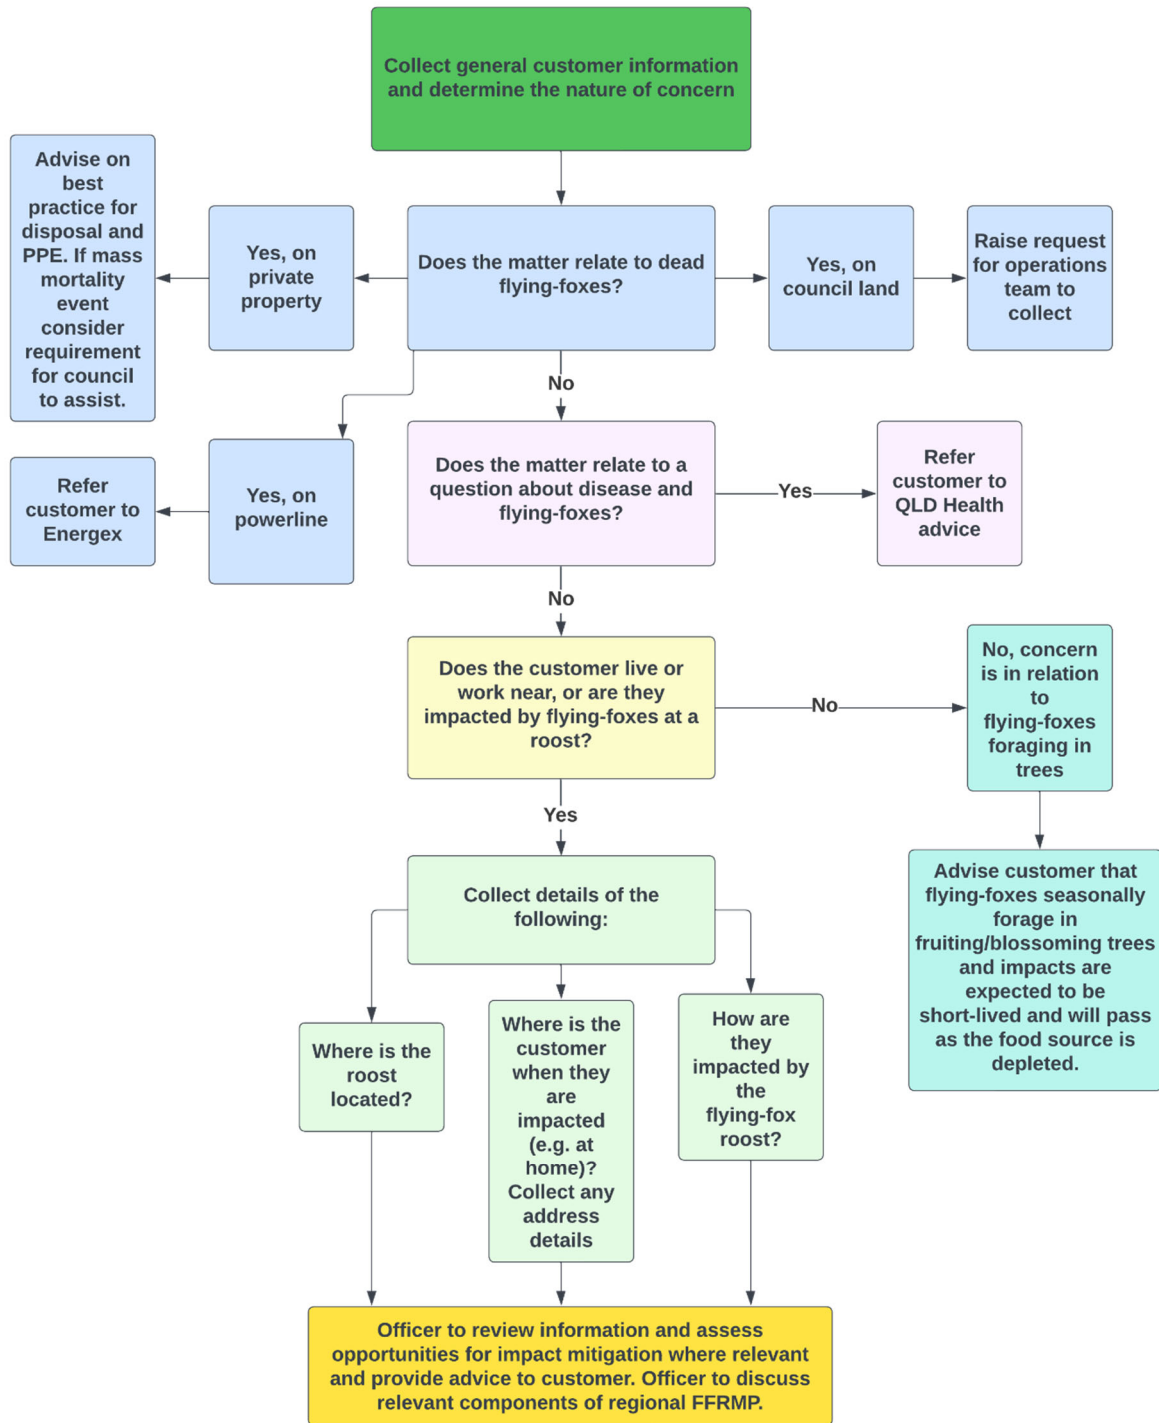 Collect general customer information
and determine the nature of concern
Advise on
best
practice for
disposal and
PPE. If mass
mortality
event
consider
requirement
for council
to assist.
Yes, on
private
property
Does the matter relate to dead
flying-foxes?
Yes, on
council land
Raise request
for operations
team to
collect
No
Refer
customer to
Energex
Yes, on
powerline
Does the matter relate to a
question about disease and
flying-foxes?
Yes
Refer
customer to
QLD Health
advice
No
Does the customer live or
work near, or are they
impacted by flying-foxes at a
roost?
No
No, concern
is in relation
to
flying-foxes
foraging in
trees
Yes
Advise customer that
flying-foxes seasonally
forage in
fruiting/blossoming trees
and impacts are
expected to be
short-lived and will pass
as the food source is
depleted.
Collect details of the
following:
Where is the
roost
located?
Where is the
customer
when they
are
impacted
(e.g. at
home)?
Collect any
address
details
How are
they
impacted by
the
flying-fox
roost?
Officer to review information and assess
opportunities for impact mitigation where relevant
and provide advice to customer. Officer to discuss
relevant components of regional FFRMP.